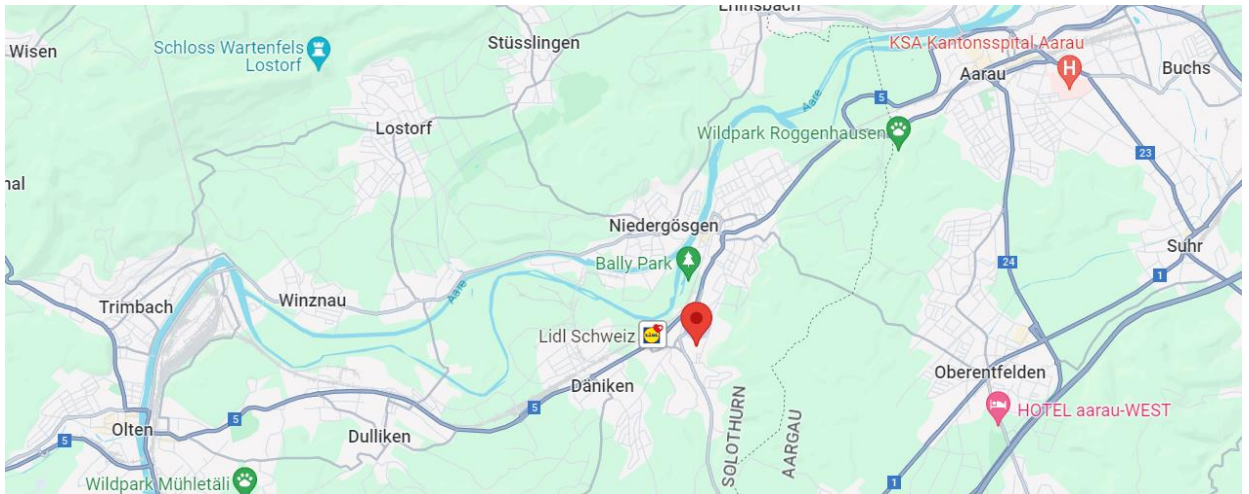 Erlinsbach
Wisen
Schloss Wartenfels
Lostorf
Stüsslingen
KSA Kantonsspital Aarau
H
Aarau
Buchs
Aare
5
Lostorf
Wildpark Roggenhausen
23
nal
Niedergösgen
Suhr
Bally Park
24
1
Trimbach
Winznau
Aare
Lidl Schweiz
LIDL
Däniken
Oberentfelden
5
HOTEL aarau-WEST
5
Olten
5
Dulliken
SOLOTHURN
AARGAU
1
Wildpark Mühletäli